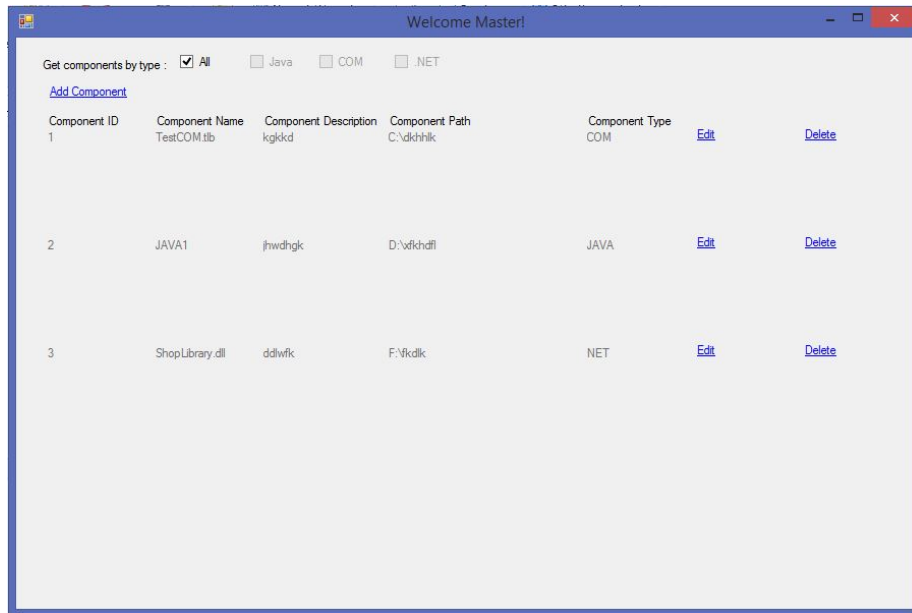 Welcome Master!
Get components by type : All Java COM .NET
Add Component
Component ID Component Name Component Description Component Path Component Type
1 TestCOM.tlb kgkkd C:\dkhhlk COM Edit Delete
2 JAVA1 jhwdhgk D:\xfkhdfl JAVA Edit Delete
3 ShopLibrary.dll ddlwfk F:\fkdlk NET Edit Delete